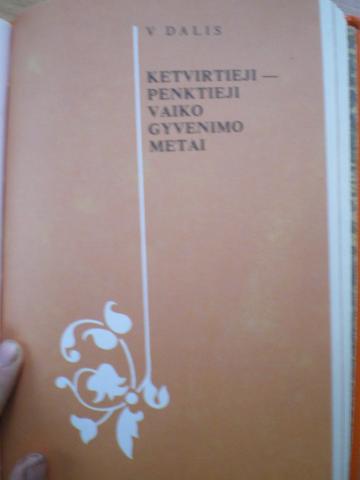 V DALIS
KETVIRTIEJI —
PENKTIEJI
VAIKO
GYVENIMO
METAI